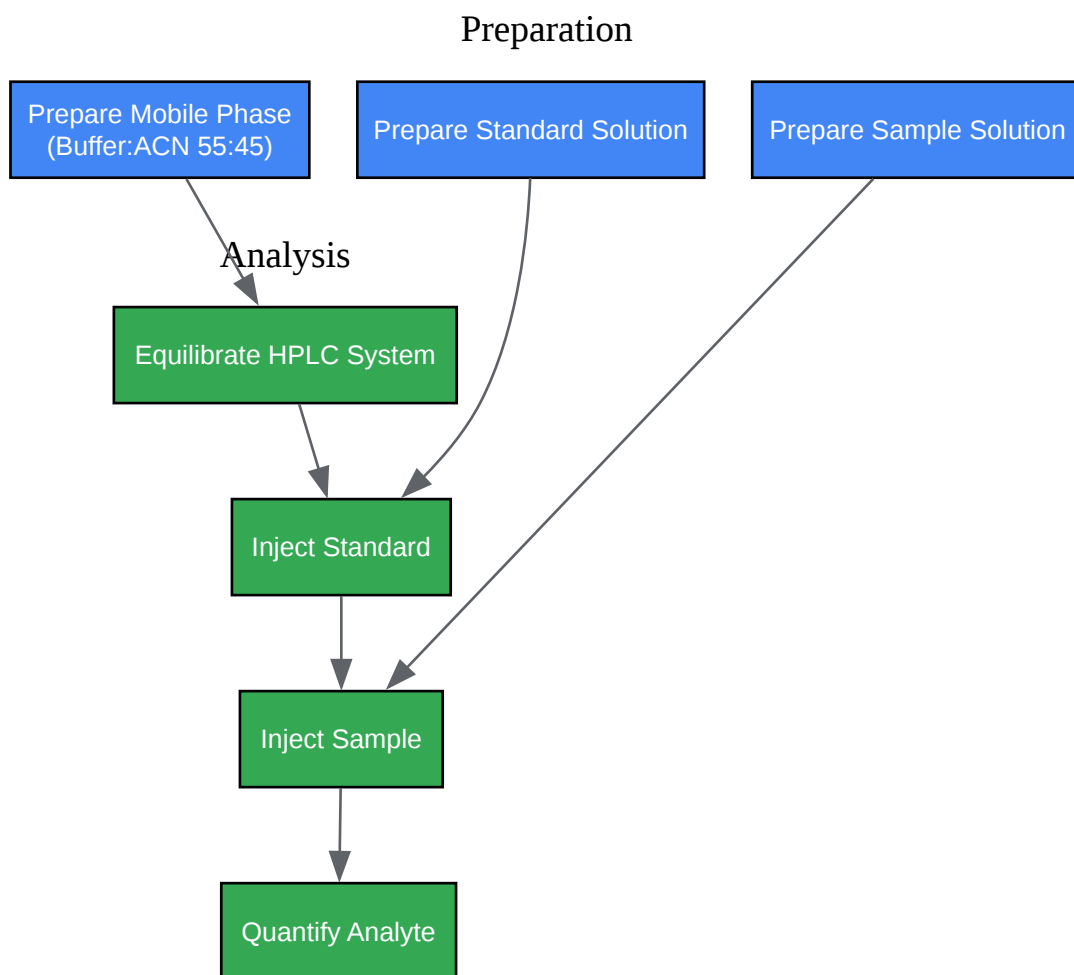 Preparation
Prepare Mobile Phase
(Buffer:ACN 55:45)
Prepare Standard Solution
Prepare Sample Solution
Analysis
Equilibrate HPLC System
Inject Standard
Inject Sample
Quantify Analyte